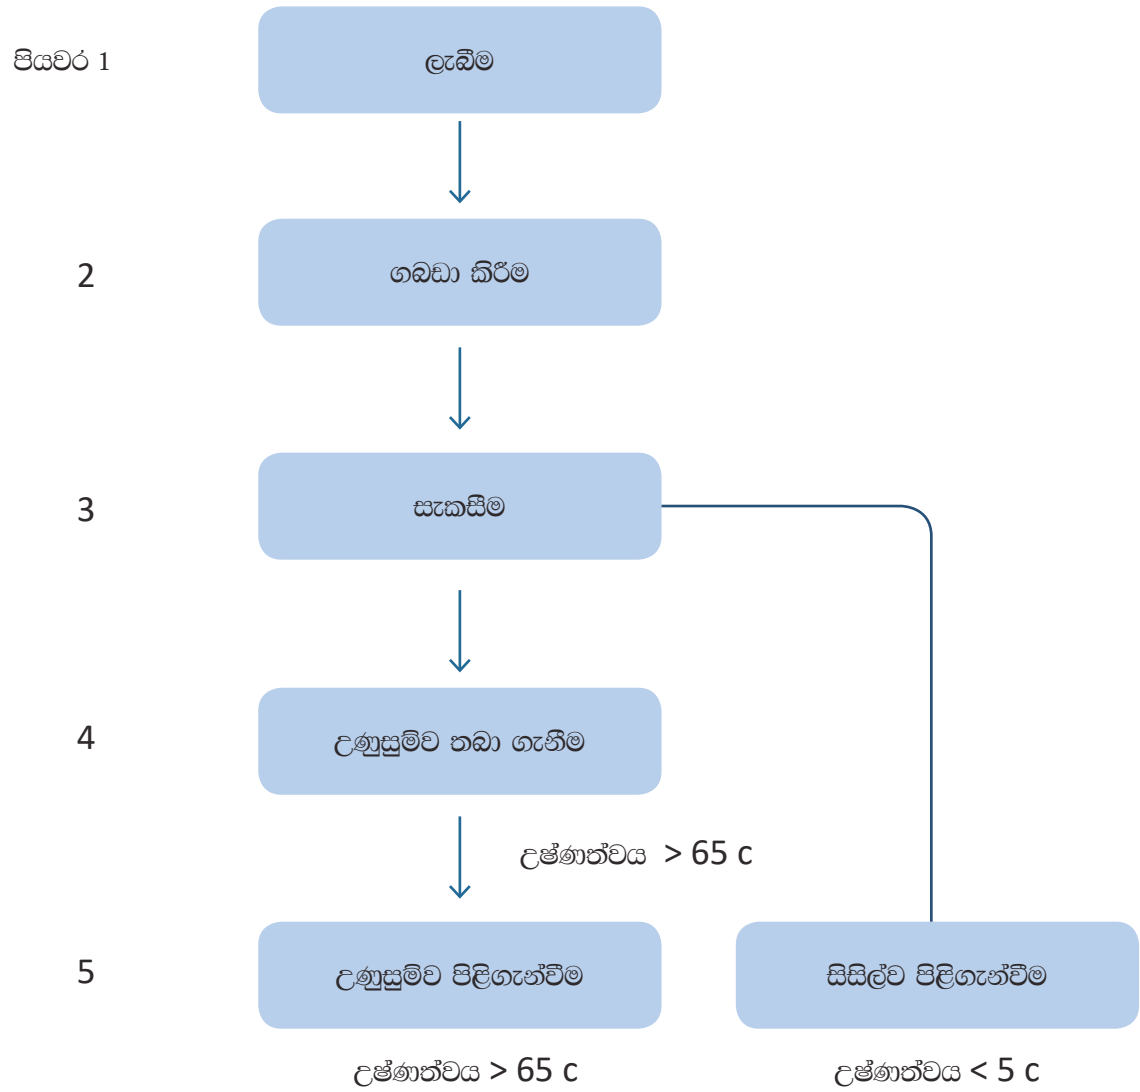 පියවර 1
ලැබීම
2
ගබඩා කිරීම
3
සැකසීම
4
උණුසුම්ව තබා ගැනීම
උෂ්ණත්වය > 65 c
5
උණුසුම්ව පිළිගැන්වීම
සිසිල්ව පිළිගැන්වීම
උෂ්ණත්වය > 65 c
උෂ්ණත්වය < 5 c